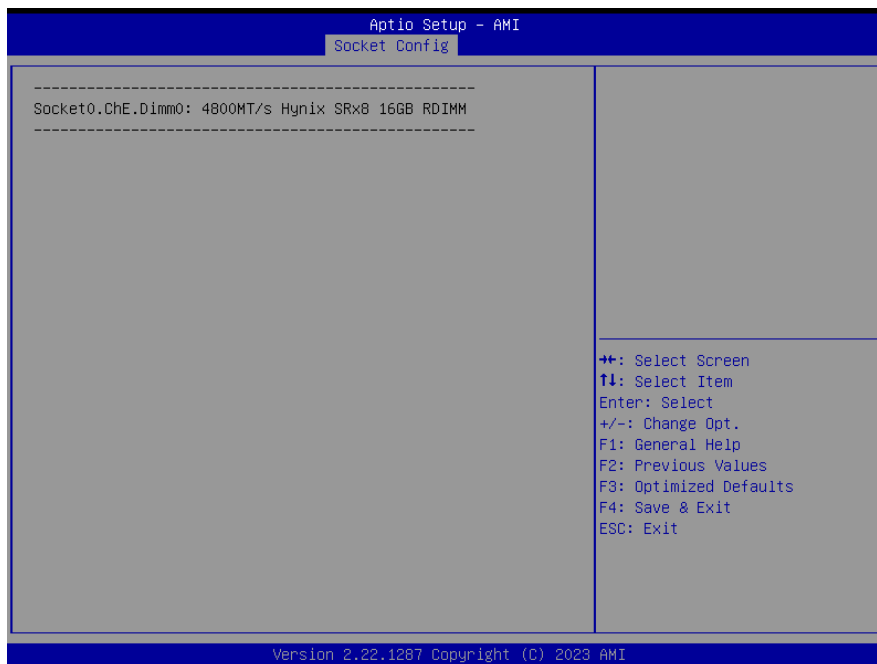 Aptio Setup – AMI
Socket Config
-------------------------------------------------
Socket0.ChE.Dimm0: 4800MT/s Hynix SRx8 16GB RDIMM
-------------------------------------------------
→←: Select Screen
↑↓: Select Item
Enter: Select
+/-: Change Opt.
F1: General Help
F2: Previous Values
F3: Optimized Defaults
F4: Save & Exit
ESC: Exit
Version 2.22.1287 Copyright (C) 2023 AMI